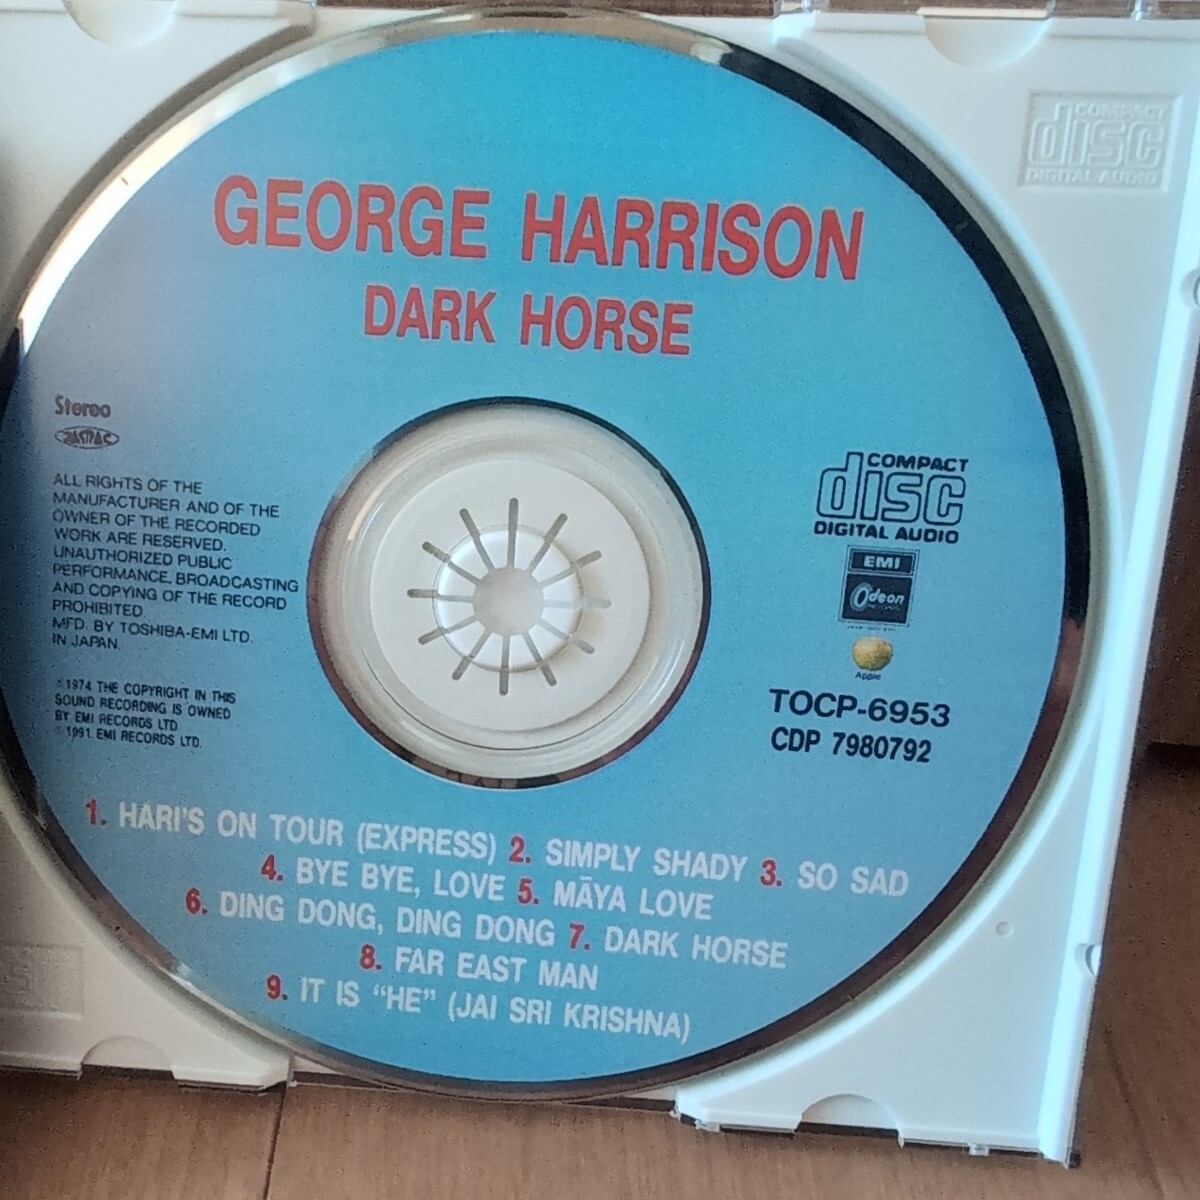 COMPACT
disc
DIGITAL AUDIO
GEORGE HARRISON
DARK HORSE
Stereo
JASRAC
ALL RIGHTS OF THE
MANUFACTURER AND OF THE
OWNER OF THE RECORDED
WORK ARE RESERVED.
UNAUTHORIZED PUBLIC
PERFORMANCE, BROADCASTING
AND COPYING OF THE RECORD
PROHIBITED.
MFD. BY TOSHIBA-EMI LTD.
IN JAPAN.
1974 THE COPYRIGHT IN THIS
SOUND RECORDING IS OWNED
BY EMI RECORDS LTD
1991 EMI RECORDS LTD.
COMPACT
disc
DIGITAL AUDIO
EMI
Odeon
Apple
TOCP-6953
CDP 7980792
1. HARI'S ON TOUR (EXPRESS) 2. SIMPLY SHADY 3. SO SAD
4. BYE BYE, LOVE 5. MĀYA LOVE
6. DING DONG, DING DONG 7. DARK HORSE
8. FAR EAST MAN
9. IT IS “HE” (JAI SRI KRISHNA)